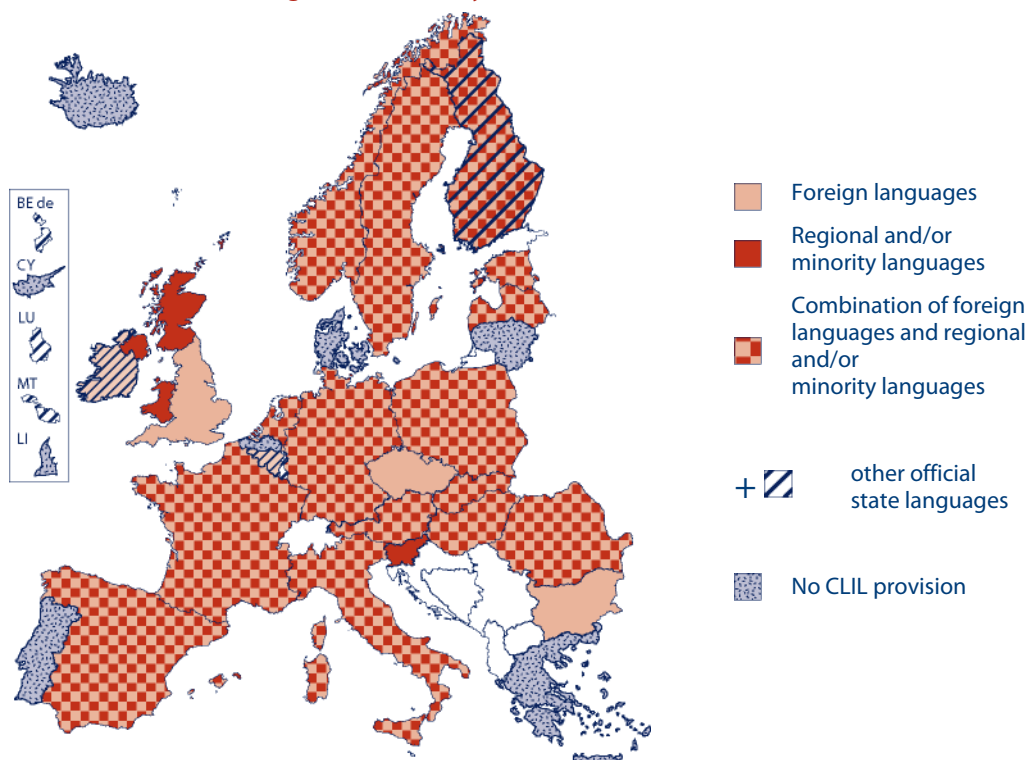 BE de
CY
LU
MT
LI
Foreign languages
Regional and/or
minority languages
Combination of foreign
languages and regional
and/or
minority languages
+
other official
state languages
No CLIL provision